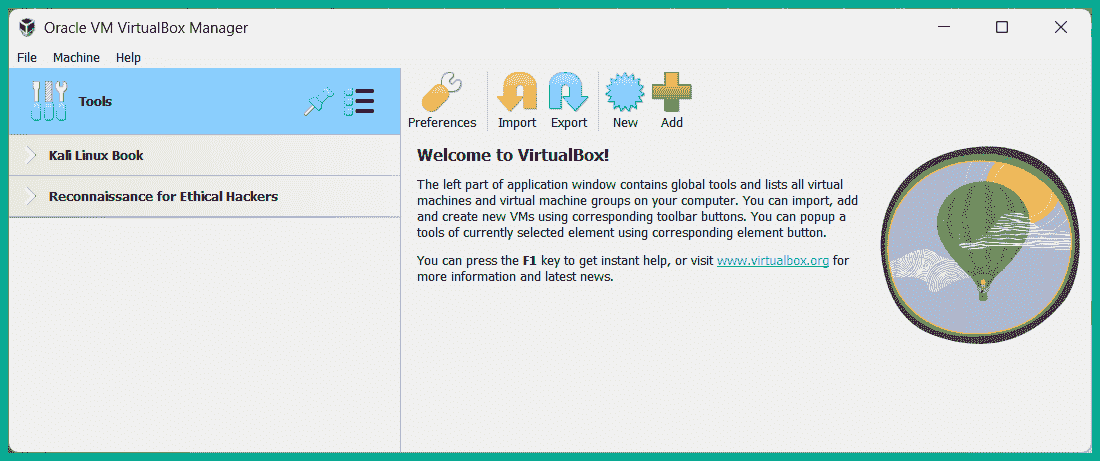 Oracle VM VirtualBox Manager
File Machine Help
Tools
Kali Linux Book
Reconnaissance for Ethical Hackers
Preferences Import Export New Add
Welcome to VirtualBox!
The left part of application window contains global tools and lists all virtual
machines and virtual machine groups on your computer. You can import, add
and create new VMs using corresponding toolbar buttons. You can popup a
tools of currently selected element using corresponding element button.
You can press the F1 key to get instant help, or visit www.virtualbox.org for
more information and latest news.